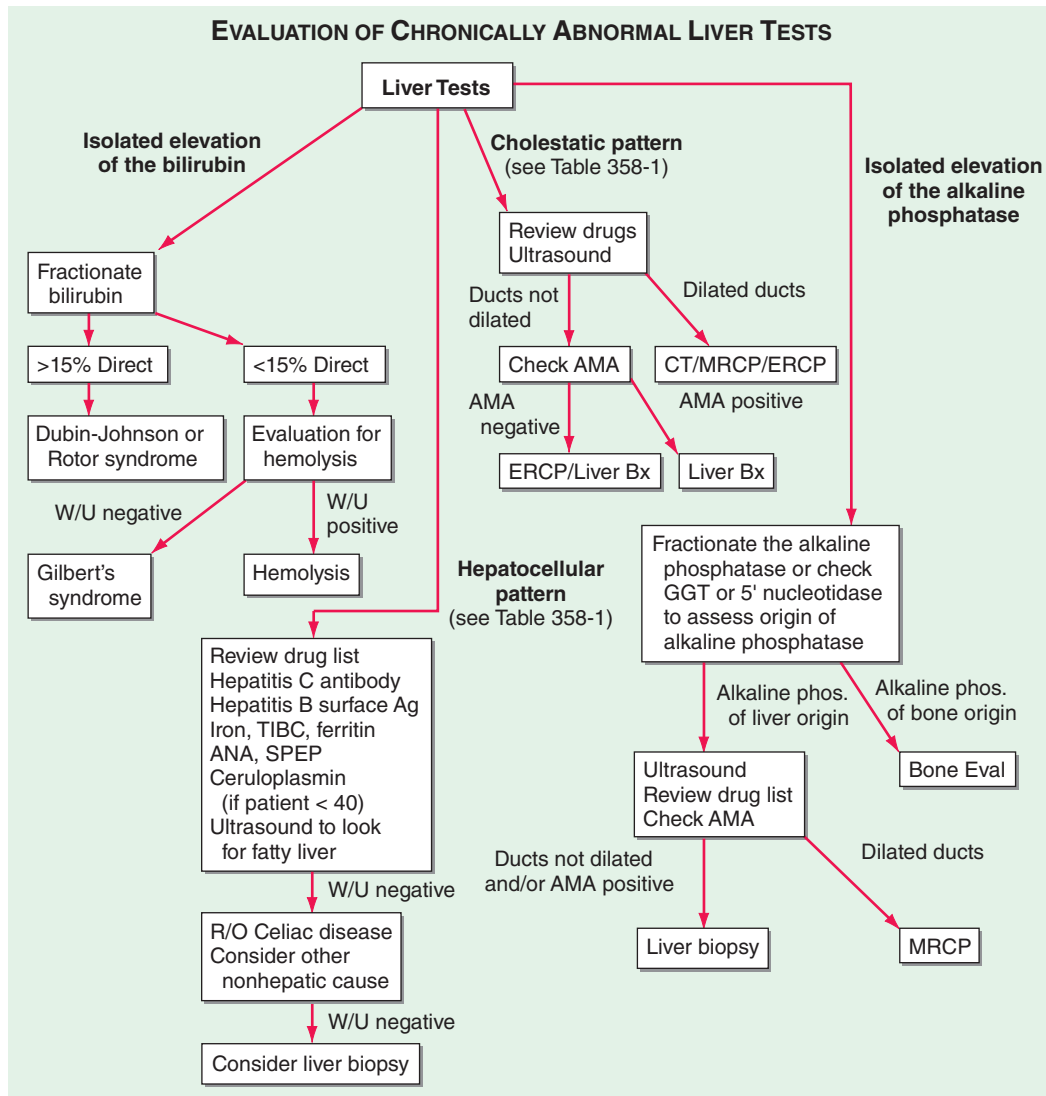 EVALUATION OF CHRONICALLY ABNORMAL LIVER TESTS
Liver Tests
Isolated elevation
of the bilirubin
Fractionate
bilirubin
>15% Direct
<15% Direct
Dubin-Johnson or
Rotor syndrome
Evaluation for
hemolysis
W/U negative
W/U
positive
Gilbert's
syndrome
Hemolysis
Cholestatic pattern
(see Table 358-1)
Review drugs
Ultrasound
Ducts not
dilated
Dilated ducts
Check AMA
CT/MRCP/ERCP
AMA
negative
AMA positive
ERCP/Liver Bx
Liver Bx
Isolated elevation
of the alkaline
phosphatase
Fractionate the alkaline
phosphatase or check
GGT or 5' nucleotidase
to assess origin of
alkaline phosphatase
Alkaline phos.
of liver origin
Alkaline phos.
of bone origin
Ultrasound
Review drug list
Check AMA
Bone Eval
Ducts not dilated
and/or AMA positive
Dilated ducts
Liver biopsy
MRCP
Hepatocellular
pattern
(see Table 358-1)
Review drug list
Hepatitis C antibody
Hepatitis B surface Ag
Iron, TIBC, ferritin
ANA, SPEP
Ceruloplasmin
(if patient < 40)
Ultrasound to look
for fatty liver
W/U negative
R/O Celiac disease
Consider other
nonhepatic cause
W/U negative
Consider liver biopsy